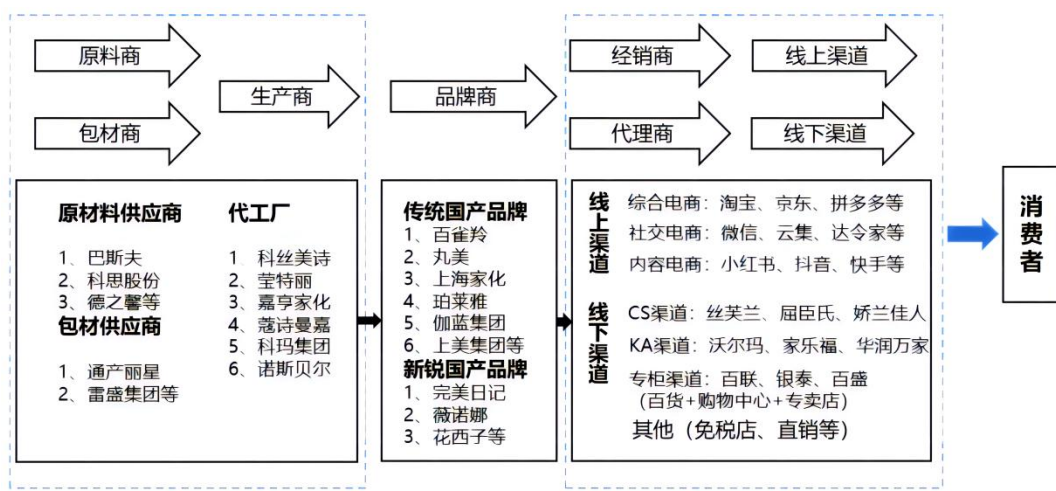 原料商
包材商
生产商
品牌商
经销商
代理商
线上渠道
线下渠道
原材料供应商
1、巴斯夫
2、科思股份
3、德之馨等
包材供应商
1、通产丽星
2、雷盛集团等
代工厂
1、科丝美诗
2、莹特丽
3、嘉亨家化
4、蔻诗曼嘉
5、科玛集团
6、诺斯贝尔
传统国产品牌
1、百雀羚
2、丸美
3、上海家化
4、珀莱雅
5、伽蓝集团
6、上美集团等
新锐国产品牌
1、完美日记
2、薇诺娜
3、花西子等
线上渠道
综合电商：淘宝、京东、拼多多等
社交电商：微信、云集、达令家等
内容电商：小红书、抖音、快手等
线下渠道
CS渠道：丝芙兰、屈臣氏、娇兰佳人
KA渠道：沃尔玛、家乐福、华润万家
专柜渠道：百联、银泰、百盛
（百货+购物中心+专卖店）
其他（免税店、直销等）
消费者